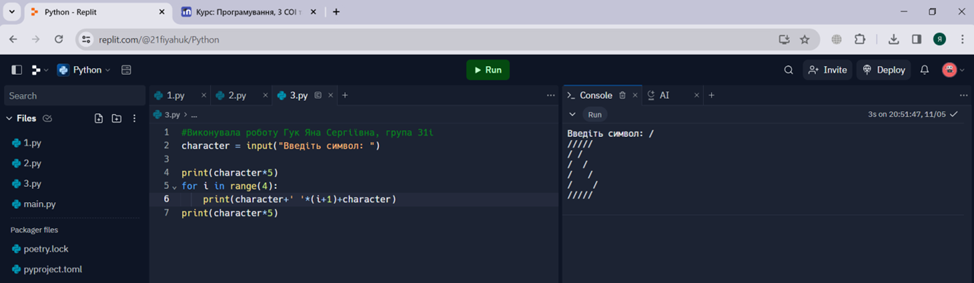 Python - Replit
Курс: Програмування, 3 СОІ т
replit.com/@21fiyahuk/Python
Я
Python
Run
Invite
Deploy
Search
1.py
2.py
3.py
Console
AI
Files
3.py > ...
Run
3s on 20:51:47, 11/05
1.py
2.py
3.py
main.py
Packager files
poetry.lock
pyproject.toml
1 #Виконувала роботу Гук Яна Сергіївна, група 31і
2 character = input("Введіть символ: ")
3
4 print(character*5)
5 for i in range(4):
6     print(character+' '*(i+1)+character)
7 print(character*5)
Введіть символ: /
/////
/ /
/  /
/   /
/    /
/////